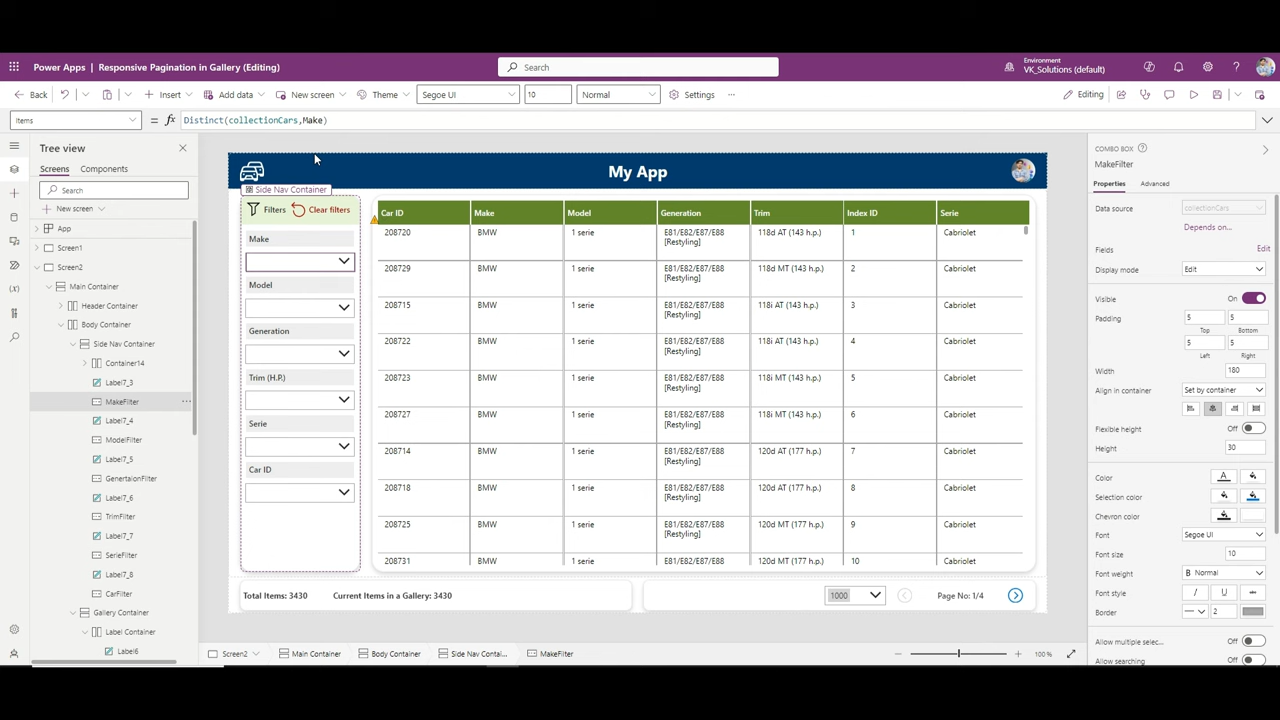 Power Apps | Responsive Pagination in Gallery (Editing)
Search
Environment
VK_Solutions (default)
Back
Insert
Add data
New screen
Theme
Segoe UI
10
Normal
Settings
Editing
Items
= fx Distinct(collectionCars,Make)
Tree view
Screens
Components
Search
New screen
App
Screen1
Screen2
Main Container
Header Container
Body Container
Side Nav Container
Container14
Label7_3
MakeFilter
Label7_4
ModelFilter
Label7_5
GenertaionFilter
Label7_6
TrimFilter
Label7_7
SerieFilter
Label7_8
CarFilter
Gallery Container
Label Container
Label6
My App
Side Nav Container
Filters
Clear filters
Make
Model
Generation
Trim (H.P.)
Serie
Car ID
Car ID Make Model Generation Trim Index ID Serie
208720 BMW 1 serie E81/E82/E87/E88 118d AT (143 h.p.) 1 Cabriolet
[Restyling]
208729 BMW 1 serie E81/E82/E87/E88 118d MT (143 h.p.) 2 Cabriolet
[Restyling]
208715 BMW 1 serie E81/E82/E87/E88 118i AT (143 h.p.) 3 Cabriolet
[Restyling]
208722 BMW 1 serie E81/E82/E87/E88 118i AT (143 h.p.) 4 Cabriolet
[Restyling]
208723 BMW 1 serie E81/E82/E87/E88 118i MT (143 h.p.) 5 Cabriolet
[Restyling]
208727 BMW 1 serie E81/E82/E87/E88 118i MT (143 h.p.) 6 Cabriolet
[Restyling]
208714 BMW 1 serie E81/E82/E87/E88 120d AT (177 h.p.) 7 Cabriolet
[Restyling]
208718 BMW 1 serie E81/E82/E87/E88 120d AT (177 h.p.) 8 Cabriolet
[Restyling]
208725 BMW 1 serie E81/E82/E87/E88 120d MT (177 h.p.) 9 Cabriolet
[Restyling]
208731 BMW 1 serie E81/E82/E87/E88 120d MT (177 h.p.) 10 Cabriolet
Total Items: 3430
Current Items in a Gallery: 3430
1000
Page No: 1/4
Screen2
Main Container
Body Container
Side Nav Contai...
MakeFilter
100 %
COMBO BOX
MakeFilter
Properties
Advanced
Data source
collectionCars
Depends on...
Fields
Edit
Display mode
Edit
Visible
On
Padding
5 5
Top Bottom
5 5
Left Right
Width
180
Align in container
Set by container
Flexible height
Off
Height
30
Color
A
Selection color
Chevron color
Font
Segoe UI
Font size
10
Font weight
B Normal
Font style
/ U abc
Border
2
Allow multiple selec...
Off
Allow searching
Off